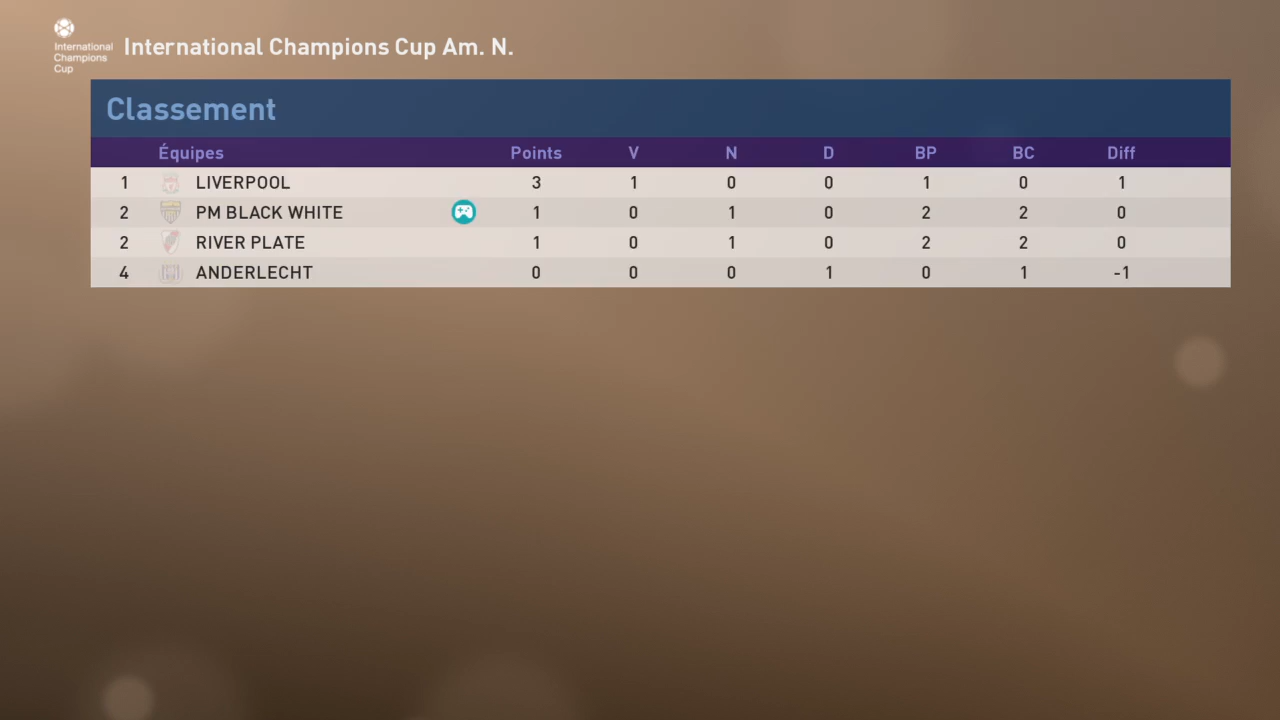 International
Champions
Cup
International Champions Cup Am. N.
Classement
Équipes Points V N D BP BC Diff
1 LIVERPOOL 3 1 0 0 1 0 1
2 PM BLACK WHITE 1 0 1 0 2 2 0
2 RIVER PLATE 1 0 1 0 2 2 0
4 ANDERLECHT 0 0 0 1 0 1 -1